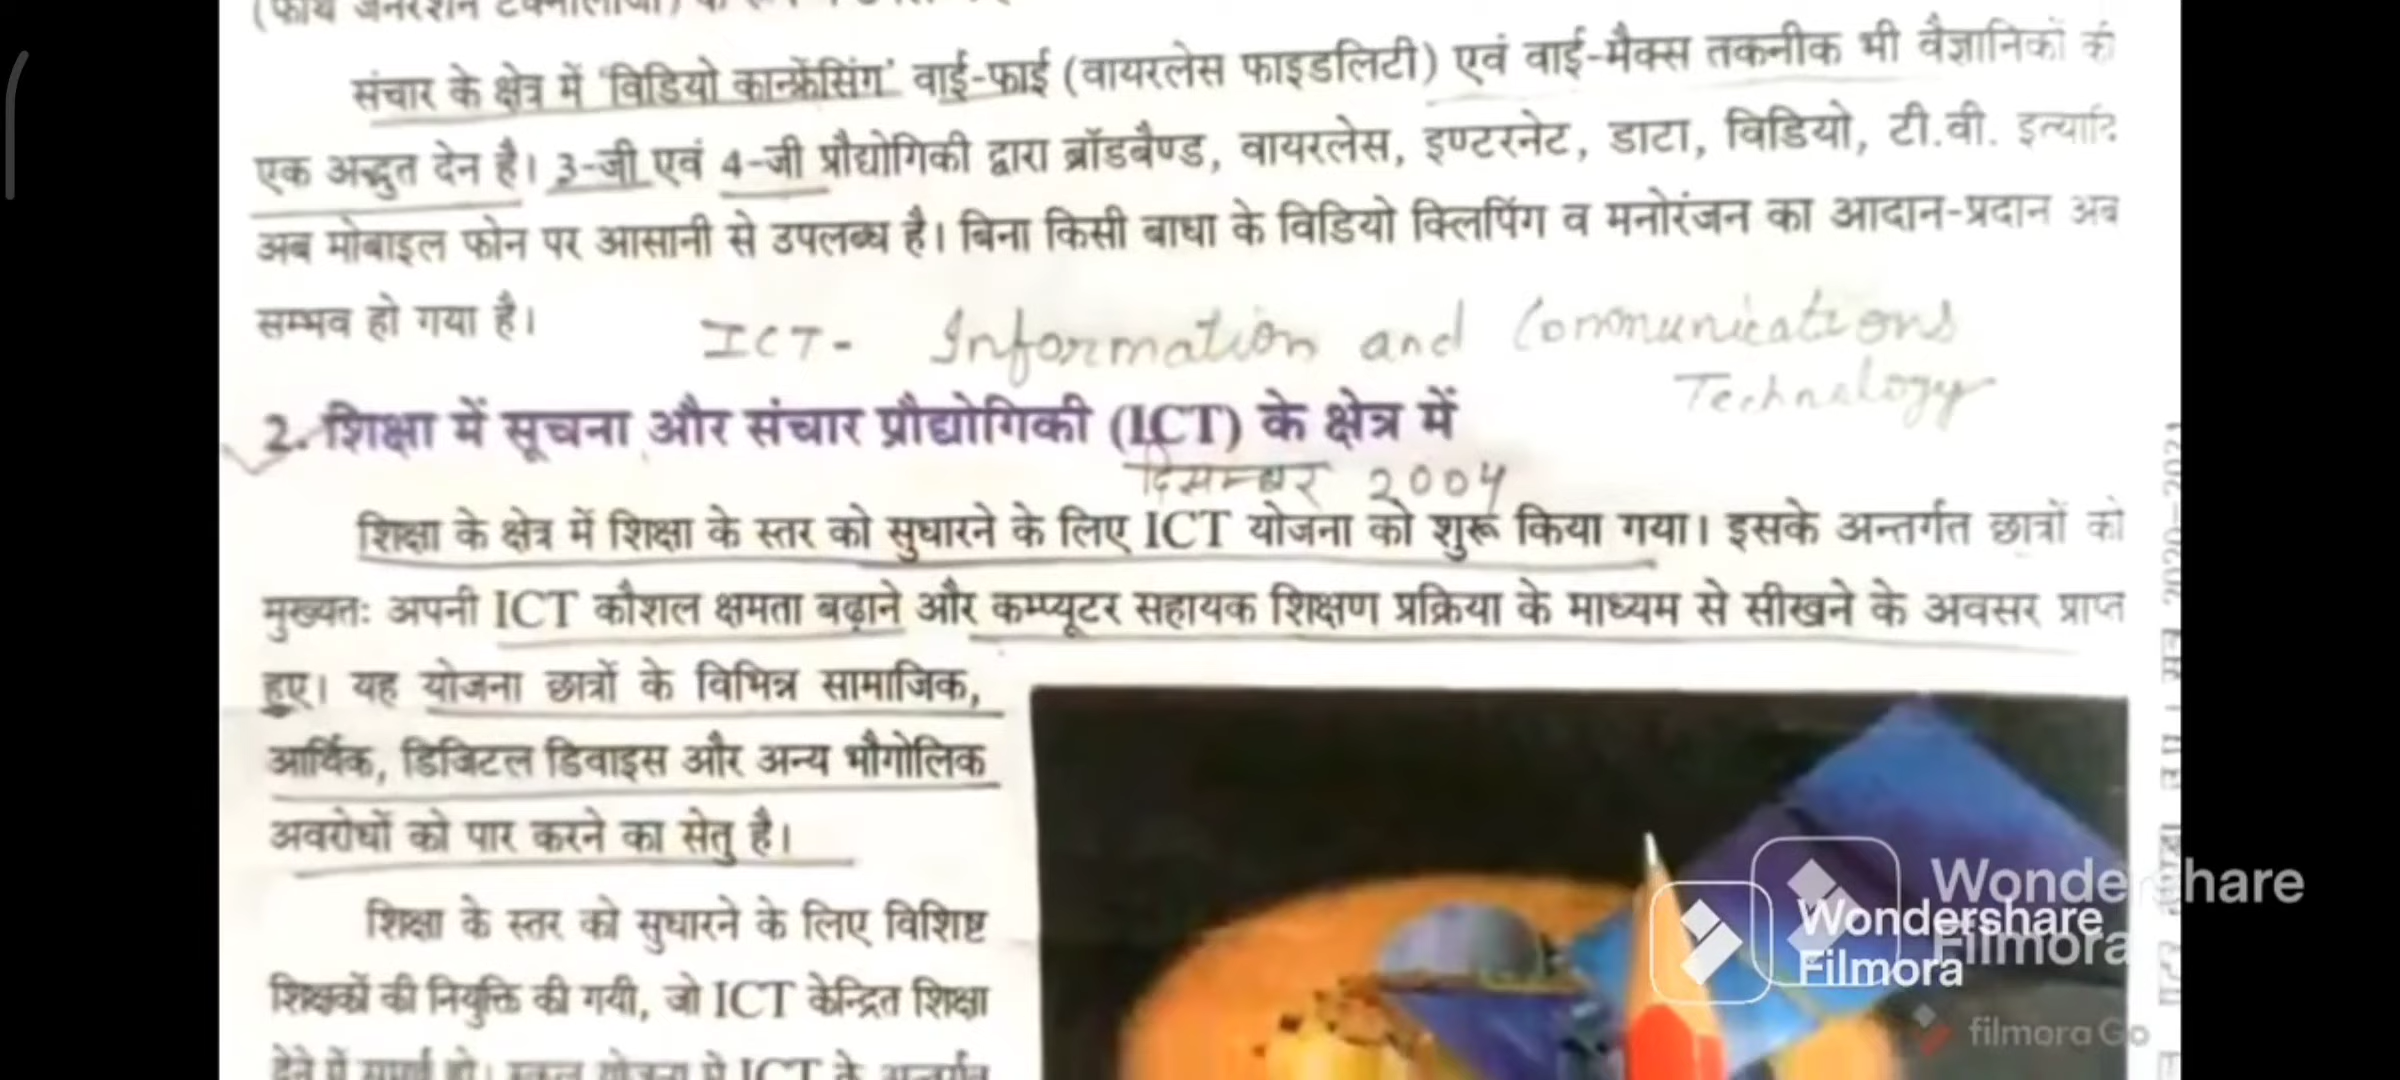 संचार के क्षेत्र में 'विडियो कान्फ्रेंसिंग' वाई-फाई (वायरलेस फाइडलिटी) एवं वाई-मैक्स तकनीक भी वैज्ञानिकों की
एक अद्भुत देन है। 3-जी एवं 4-जी प्रौद्योगिकी द्वारा ब्रॉडबैण्ड, वायरलेस, इण्टरनेट, डाटा, विडियो, टी.वी. इत्यादि
अब मोबाइल फोन पर आसानी से उपलब्ध है। बिना किसी बाधा के विडियो क्लिपिंग व मनोरंजन का आदान-प्रदान अब
सम्भव हो गया है।
ICT- Information and Communications
Technology
2. शिक्षा में सूचना और संचार प्रौद्योगिकी (ICT) के क्षेत्र में
दिसम्बर 2004
शिक्षा के क्षेत्र में शिक्षा के स्तर को सुधारने के लिए ICT योजना को शुरू किया गया। इसके अन्तर्गत छात्रों को
मुख्यतः अपनी ICT कौशल क्षमता बढ़ाने और कम्प्यूटर सहायक शिक्षण प्रक्रिया के माध्यम से सीखने के अवसर प्राप्त
हुए। यह योजना छात्रों के विभिन्न सामाजिक,
आर्थिक, डिजिटल डिवाइस और अन्य भौगोलिक
अवरोधों को पार करने का सेतु है।
शिक्षा के स्तर को सुधारने के लिए विशिष्ट
शिक्षकों की नियुक्ति की गयी, जो ICT केन्द्रित शिक्षा
2020-2021
Wondershare
Filmora
Wondershare
Filmora
filmora Go